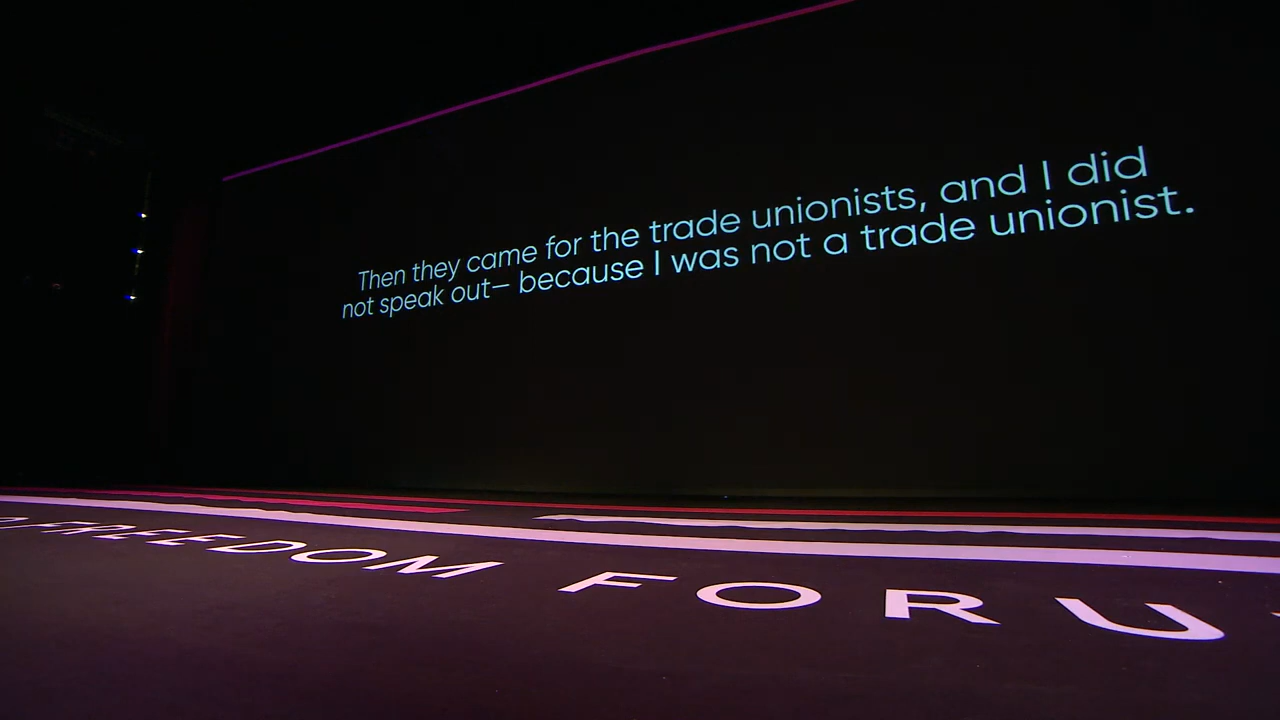 Then they came for the trade unionists, and I did
not speak out— because I was not a trade unionist.
FREEDOM FORU